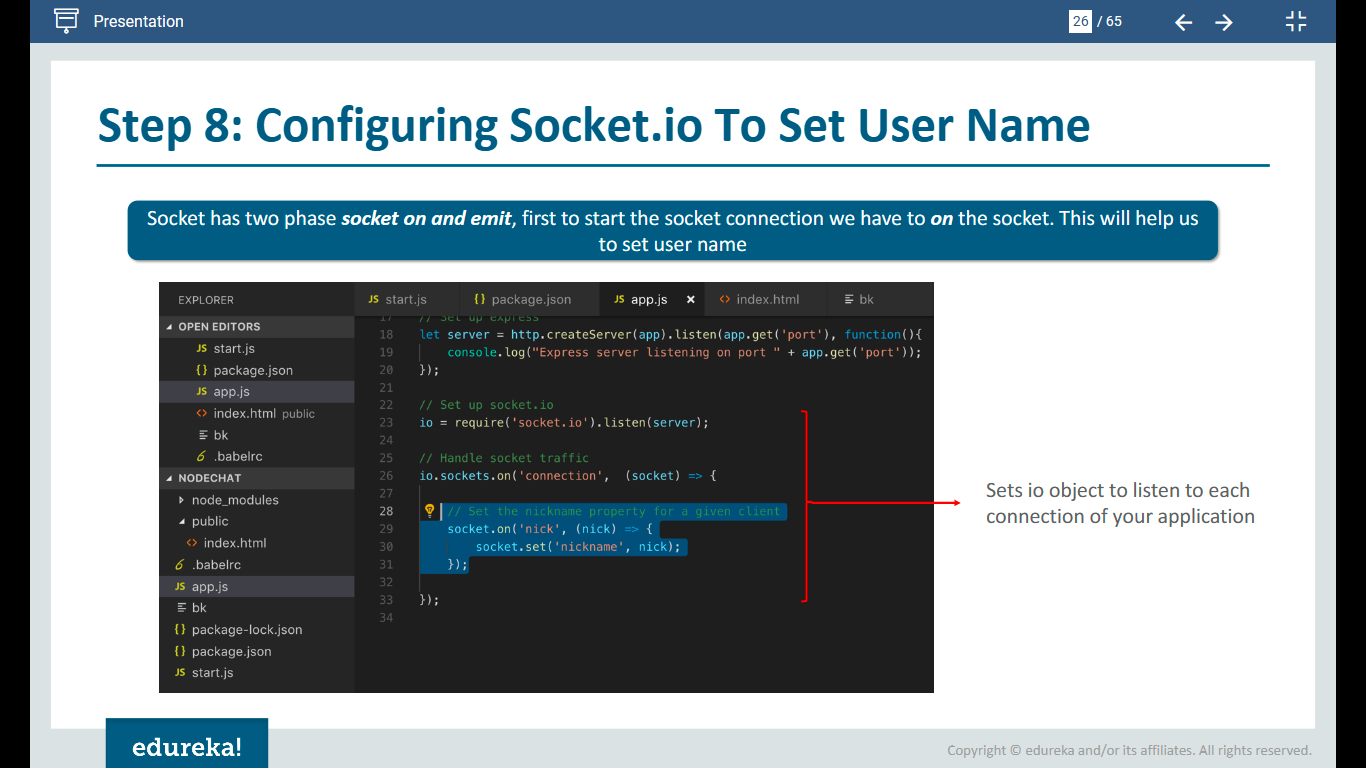 Presentation
26 / 65
Step 8: Configuring Socket.io To Set User Name
Socket has two phase socket on and emit, first to start the socket connection we have to on the socket. This will help us
to set user name
EXPLORER
OPEN EDITORS
JS start.js
{} package.json
JS app.js
<> index.html public
bk
.babelrc
NODECHAT
node_modules
public
<> index.html
.babelrc
JS app.js
bk
{} package-lock.json
{} package.json
JS start.js
JS start.js {} package.json JS app.js × <> index.html bk
17 // Set up express
18 let server = http.createServer(app).listen(app.get('port'), function(){
19 console.log("Express server listening on port " + app.get('port'));
20 });
21
22 // Set up socket.io
23 io = require('socket.io').listen(server);
24
25 // Handle socket traffic
26 io.sockets.on('connection', (socket) => {
27
28 // Set the nickname property for a given client
29 socket.on('nick', (nick) => {
30 socket.set('nickname', nick);
31 });
32
33 });
34
Sets io object to listen to each
connection of your application
edureka!
Copyright © edureka and/or its affiliates. All rights reserved.